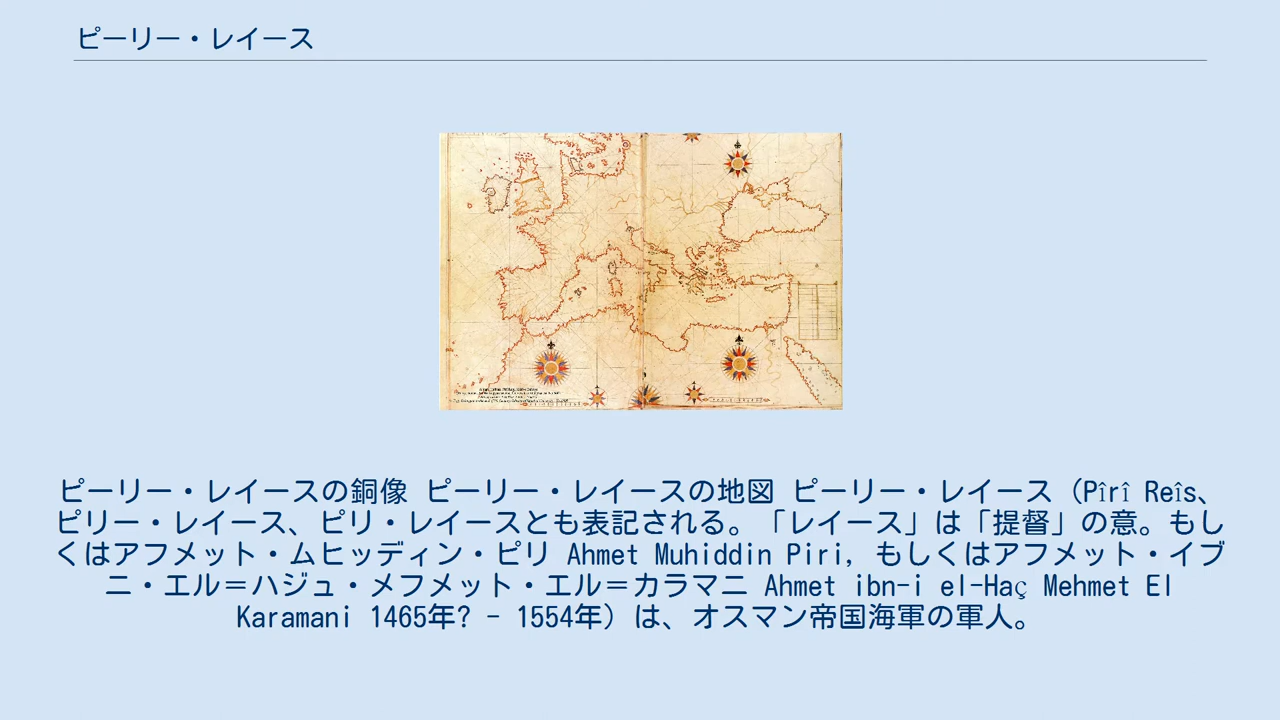 ピーリー・レイース
ピーリー・レイースの銅像 ピーリー・レイースの地図 ピーリー・レイース（Pîrî Reîs、
ピリー・レイース、ピリ・レイースとも表記される。「レイース」は「提督」の意。もし
くはアフメット・ムヒッディン・ピリ Ahmet Muhiddin Piri, もしくはアフメット・イブ
ニ・エル＝ハジュ・メフメット・エル＝カラマニ Ahmet ibn-i el-Haç Mehmet El
Karamani 1465年? - 1554年）は、オスマン帝国海軍の軍人。